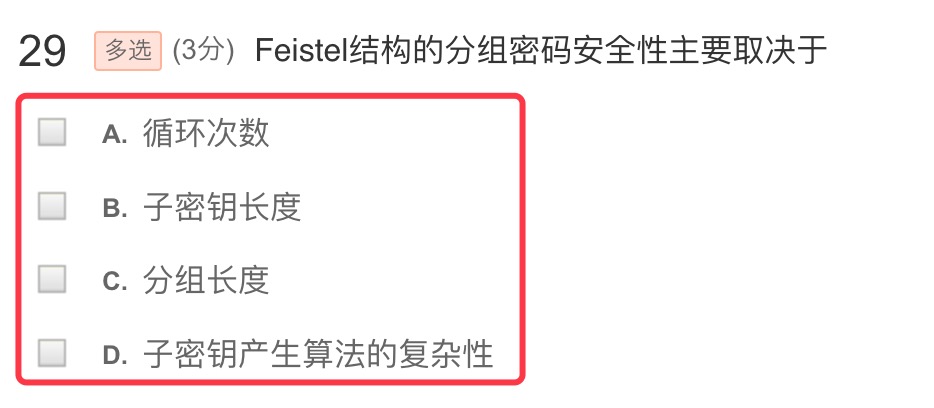 29 多选 (3分) Feistel结构的分组密码安全性主要取决于
A. 循环次数
B. 子密钥长度
C. 分组长度
D. 子密钥产生算法的复杂性